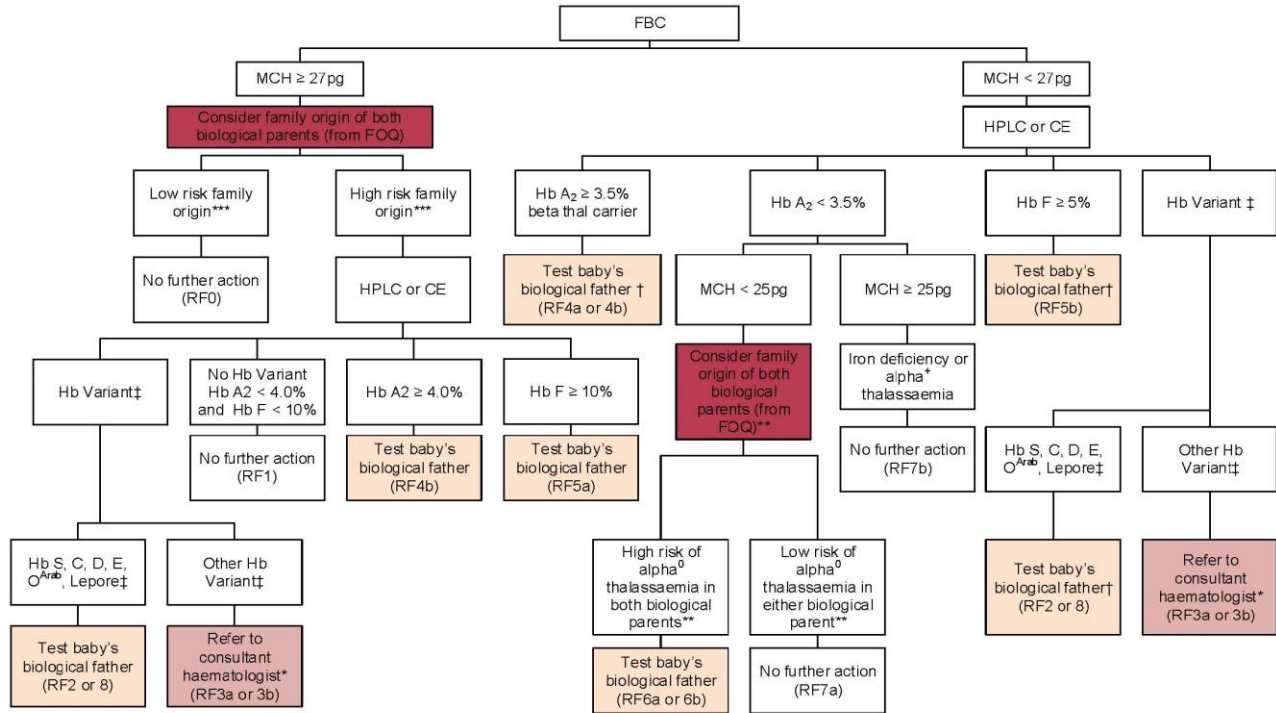 FBC
MCH ≥ 27pg
MCH < 27pg
Consider family origin of both
biological parents (from FOQ)
HPLC or CE
Low risk family
origin***
High risk family
origin***
Hb A₂ ≥ 3.5%
beta thal carrier
Hb A₂ < 3.5%
Hb F ≥ 5%
Hb Variant ‡
No further action
(RF0)
HPLC or CE
Test baby's
biological father †
(RF4a or 4b)
MCH < 25pg
MCH ≥ 25pg
Test baby's
biological father†
(RF5b)
Hb Variant‡
No Hb Variant
Hb A2 < 4.0%
and Hb F < 10%
Hb A2 ≥ 4.0%
Hb F ≥ 10%
Consider family
origin of both
biological
parents (from
FOQ)**
Iron deficiency or
alpha⁺
thalassaemia
No further action
(RF1)
Test baby's
biological father
(RF4b)
Test baby's
biological father
(RF5a)
No further action
(RF7b)
Hb S, C, D, E,
Oᴬʳᵃᵇ, Lepore‡
Other Hb
Variant‡
Hb S, C, D, E,
Oᴬʳᵃᵇ, Lepore‡
Other Hb
Variant‡
High risk of
alpha⁰
thalassaemia in
both biological
parents**
Low risk of
alpha⁰
thalassaemia in
either biological
parent**
Test baby's
biological father†
(RF2 or 8)
Refer to
consultant
haematologist*
(RF3a or 3b)
Test baby's
biological father
(RF2 or 8)
Refer to
consultant
haematologist*
(RF3a or 3b)
Test baby's
biological father
(RF6a or 6b)
No further action
(RF7a)